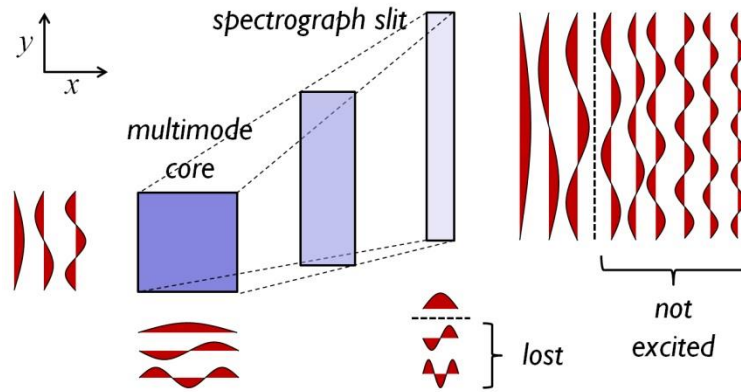 spectrograph slit
y
x
multimode
core
lost
not
excited